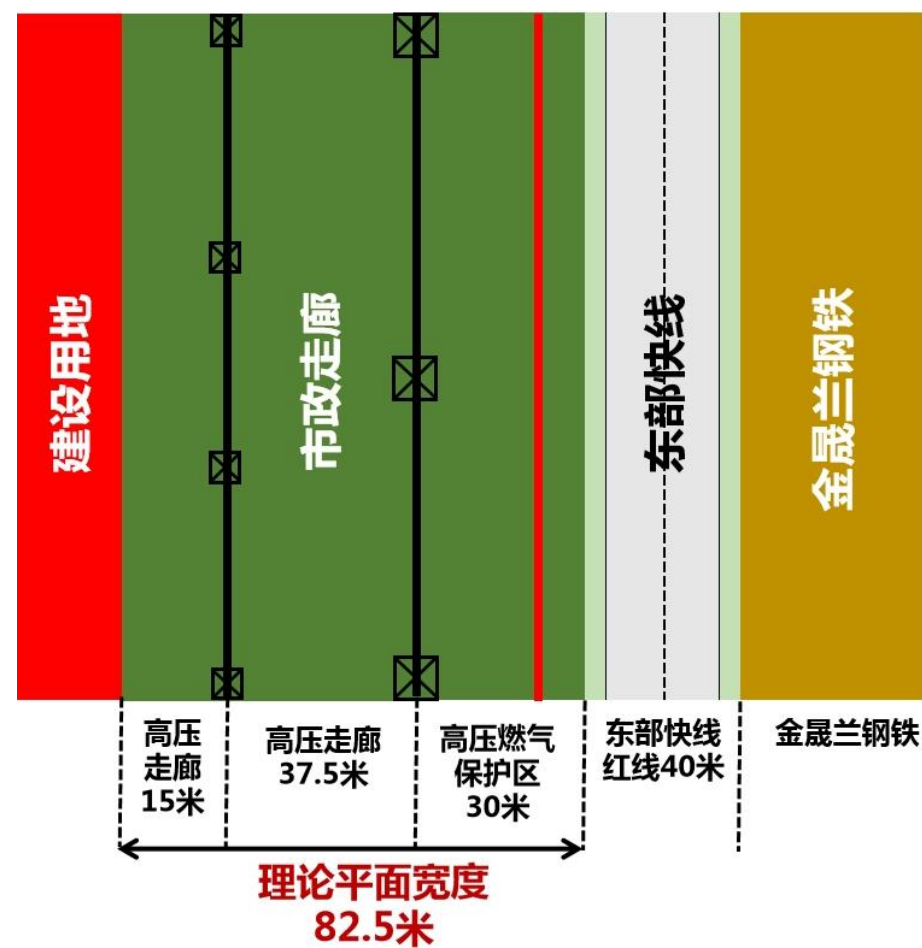 建设用地
市政走廊
东部快线
金晟兰钢铁
高压
走廊
15米
高压走廊
37.5米
高压燃气
保护区
30米
东部快线
红线40米
金晟兰钢铁
理论平面宽度
82.5米